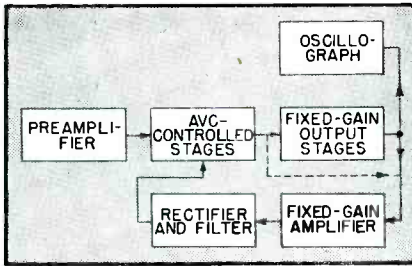 OSCILLO-
GRAPH
PREAMPLI-
FIER
AVC-
CONTROLLED
STAGES
FIXED-GAIN
OUTPUT
STAGES
RECTIFIER
AND FILTER
FIXED-GAIN
AMPLIFIER